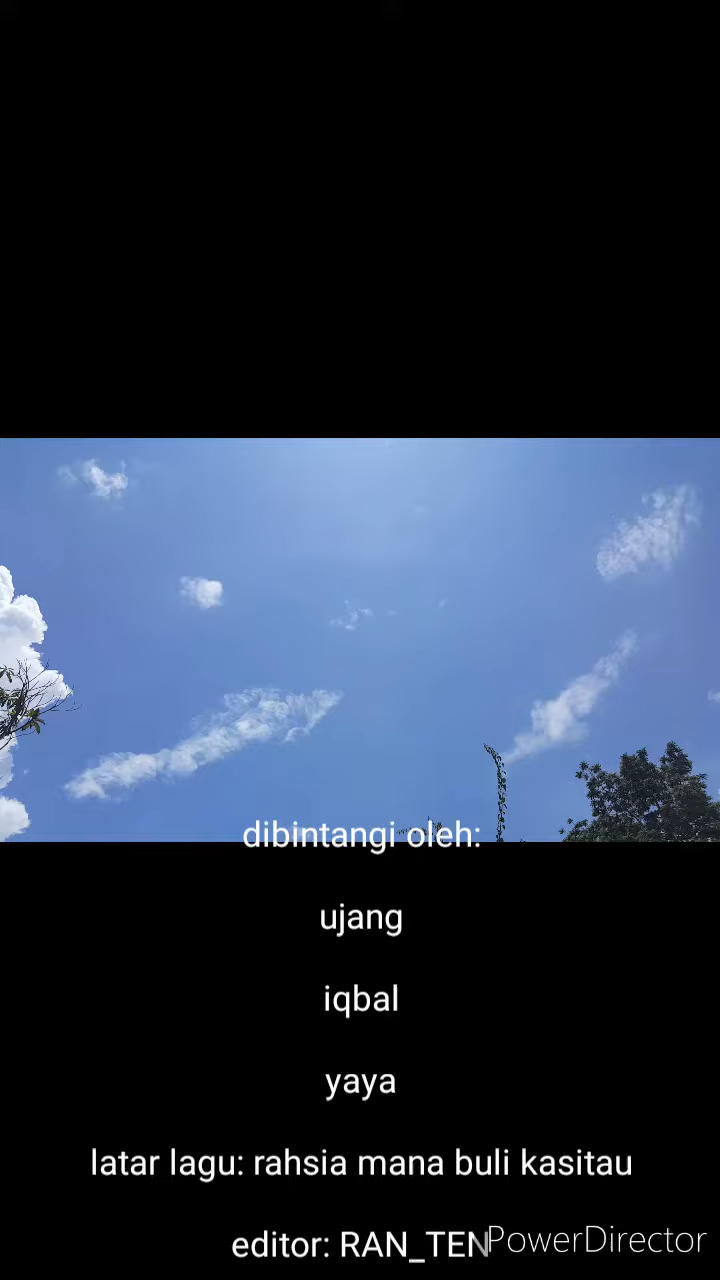 dibintangi oleh:
ujang
iqbal
yaya
latar lagu: rahsia mana buli kasitau
editor: RAN_TEN
PowerDirector